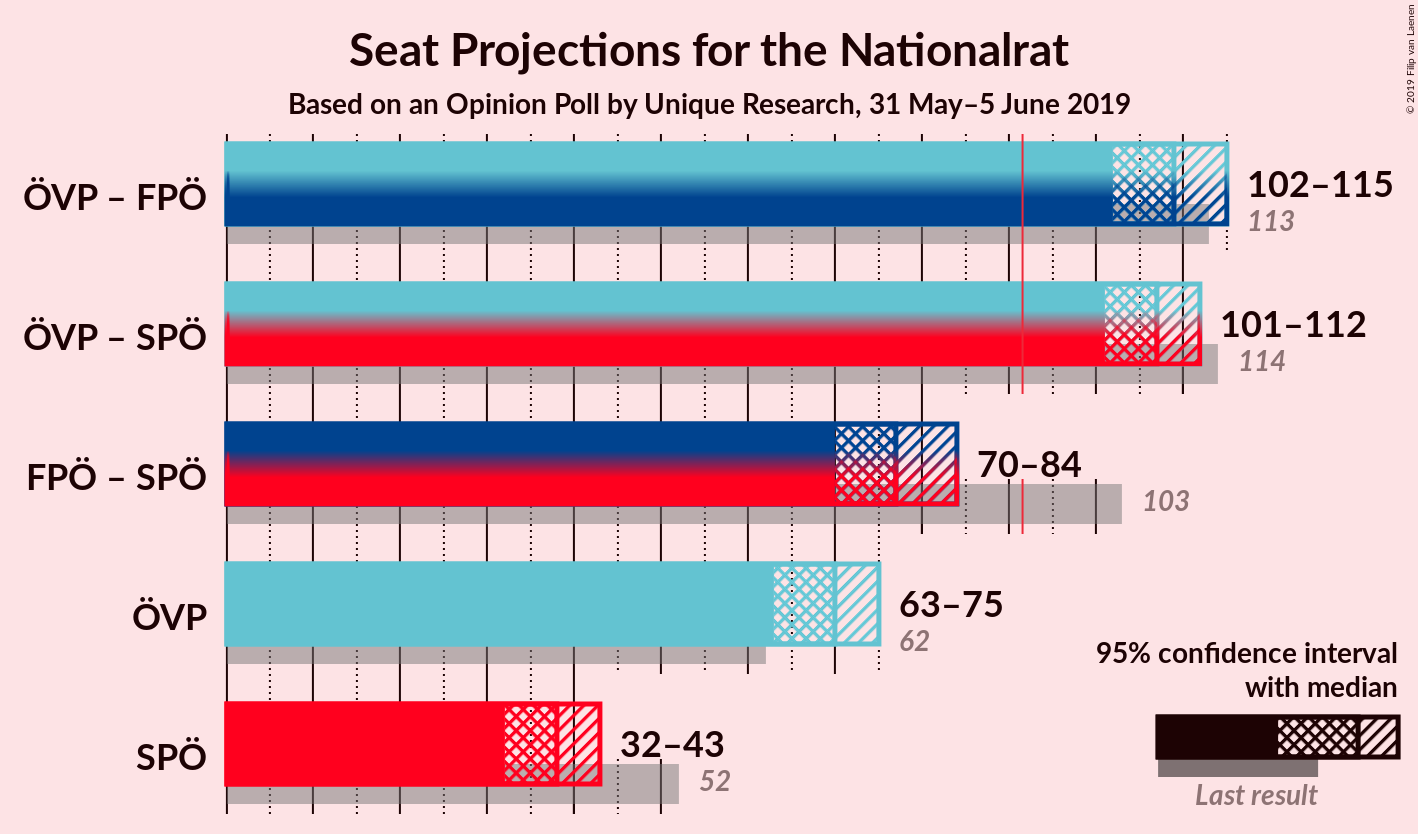 Seat Projections for the Nationalrat
Based on an Opinion Poll by Unique Research, 31 May–5 June 2019
© 2019 Filip van Laenen
ÖVP – FPÖ
102–115
113
ÖVP – SPÖ
101–112
114
FPÖ – SPÖ
70–84
103
ÖVP
63–75
62
SPÖ
32–43
52
95% confidence interval
with median
Last result